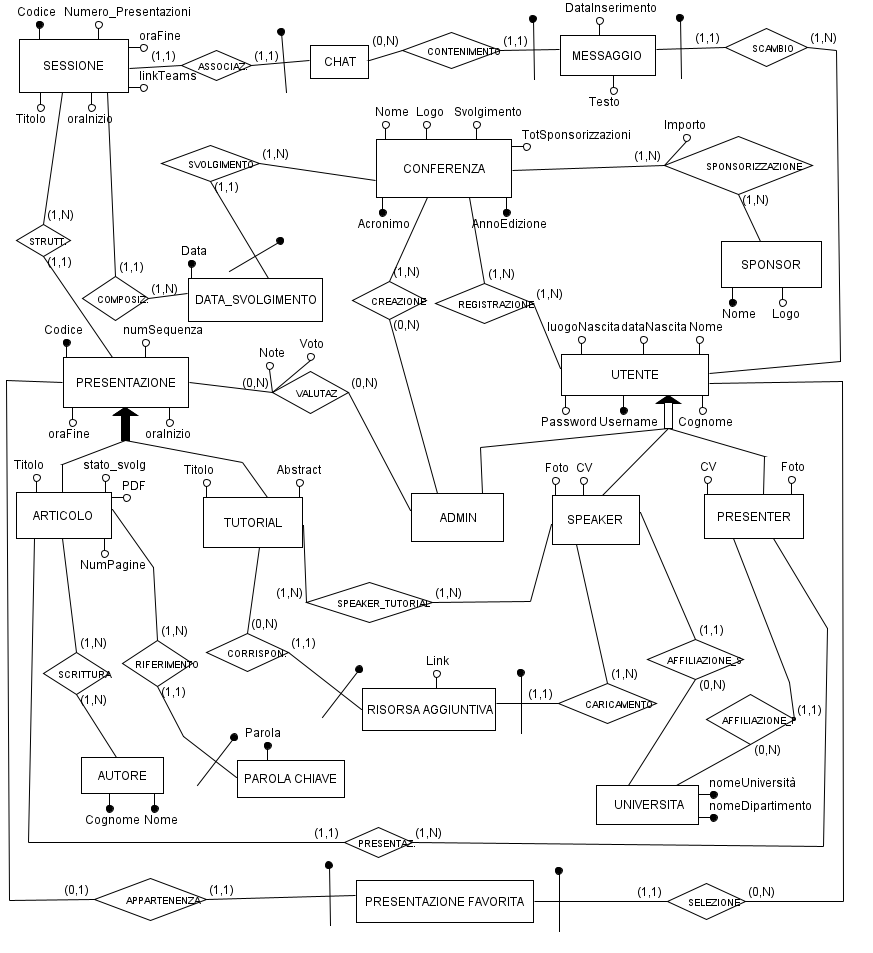 Codice Numero_Presentazioni DataInserimento
oraFine
SESSIONE (1,1) ASSOCIAZ. (1,1) CHAT (0,N) CONTENIMENTO (1,1) MESSAGGIO (1,1) SCAMBIO (1,N)
linkTeams
Titolo oraInizio Testo
Nome Logo Svolgimento
TotSponsorizzazioni Importo
SVOLGIMENTO (1,N) CONFERENZA (1,N) SPONSORIZZAZIONE
(1,1) (1,N)
Acronimo AnnoEdizione
(1,N)
STRUTT.
(1,1)
Data
(1,1) (1,N) (1,N) SPONSOR
COMPOSIZ. (1,N) DATA_SVOLGIMENTO CREAZIONE REGISTRAZIONE (1,N)
(0,N) Nome Logo
Codice numSequenza luogoNascita dataNascita Nome
Note Voto
PRESENTAZIONE (0,N) VALUTAZ. (0,N) UTENTE
oraFine oraInizio Password Username Cognome
Titolo stato_svolg Titolo Abstract Foto CV CV Foto
PDF
ARTICOLO TUTORIAL ADMIN SPEAKER PRESENTER
NumPagine
(1,N) SPEAKER_TUTORIAL (1,N)
(1,N) (1,N) (0,N) (1,1)
SCRITTURA RIFERIMENTO CORRISPON. (1,1) Link AFFILIAZIONE_S
(1,N) (1,1) (1,N) (0,N)
RISORSA AGGIUNTIVA (1,1) CARICAMENTO
AFFILIAZIONE_P (1,1)
Parola (0,N)
AUTORE PAROLA CHIAVE nomeUniversità
UNIVERSITA nomeDipartimento
Cognome Nome
(1,1) PRESENTAZ. (1,N)
(0,1) APPARTENENZA (1,1) PRESENTAZIONE FAVORITA (1,1) SELEZIONE (0,N)